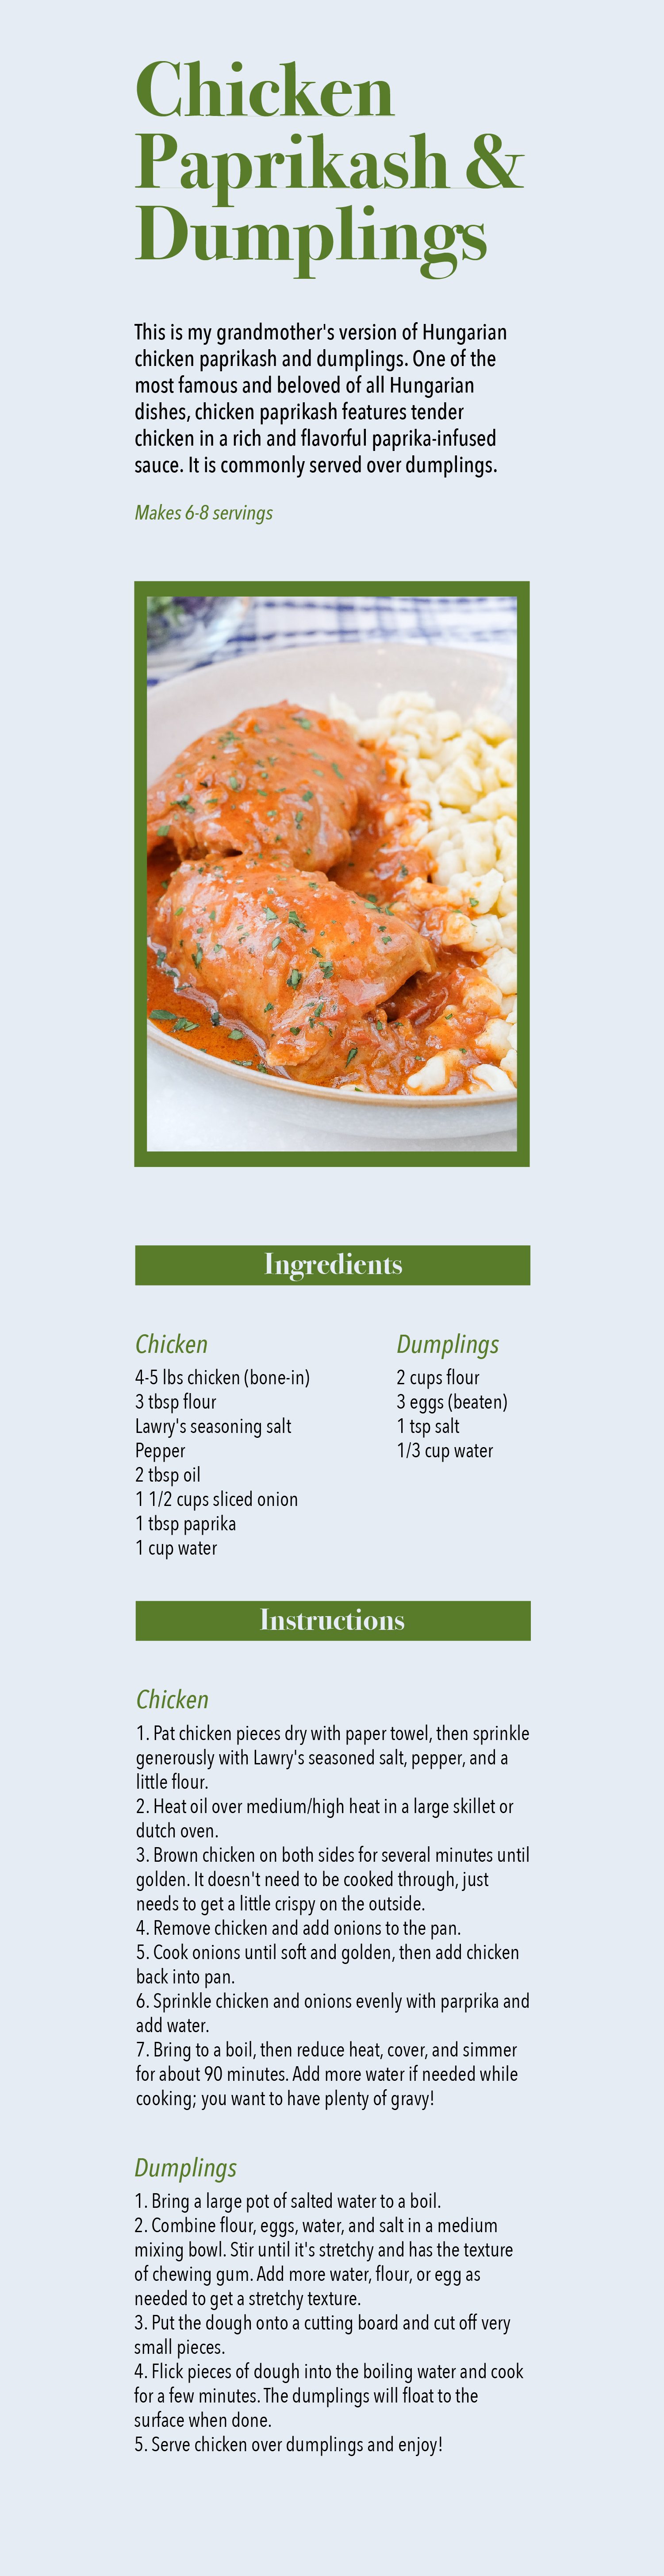 Chicken
Paprikash &
Dumplings
This is my grandmother's version of Hungarian
chicken paprikash and dumplings. One of the
most famous and beloved of all Hungarian
dishes, chicken paprikash features tender
chicken in a rich and flavorful paprika-infused
sauce. It is commonly served over dumplings.
Makes 6-8 servings
Ingredients
Chicken
4-5 lbs chicken (bone-in)
3 tbsp flour
Lawry's seasoning salt
Pepper
2 tbsp oil
1 1/2 cups sliced onion
1 tbsp paprika
1 cup water
Dumplings
2 cups flour
3 eggs (beaten)
1 tsp salt
1/3 cup water
Instructions
Chicken
1. Pat chicken pieces dry with paper towel, then sprinkle
generously with Lawry's seasoned salt, pepper, and a
little flour.
2. Heat oil over medium/high heat in a large skillet or
dutch oven.
3. Brown chicken on both sides for several minutes until
golden. It doesn't need to be cooked through, just
needs to get a little crispy on the outside.
4. Remove chicken and add onions to the pan.
5. Cook onions until soft and golden, then add chicken
back into pan.
6. Sprinkle chicken and onions evenly with parprika and
add water.
7. Bring to a boil, then reduce heat, cover, and simmer
for about 90 minutes. Add more water if needed while
cooking; you want to have plenty of gravy!
Dumplings
1. Bring a large pot of salted water to a boil.
2. Combine flour, eggs, water, and salt in a medium
mixing bowl. Stir until it's stretchy and has the texture
of chewing gum. Add more water, flour, or egg as
needed to get a stretchy texture.
3. Put the dough onto a cutting board and cut off very
small pieces.
4. Flick pieces of dough into the boiling water and cook
for a few minutes. The dumplings will float to the
surface when done.
5. Serve chicken over dumplings and enjoy!